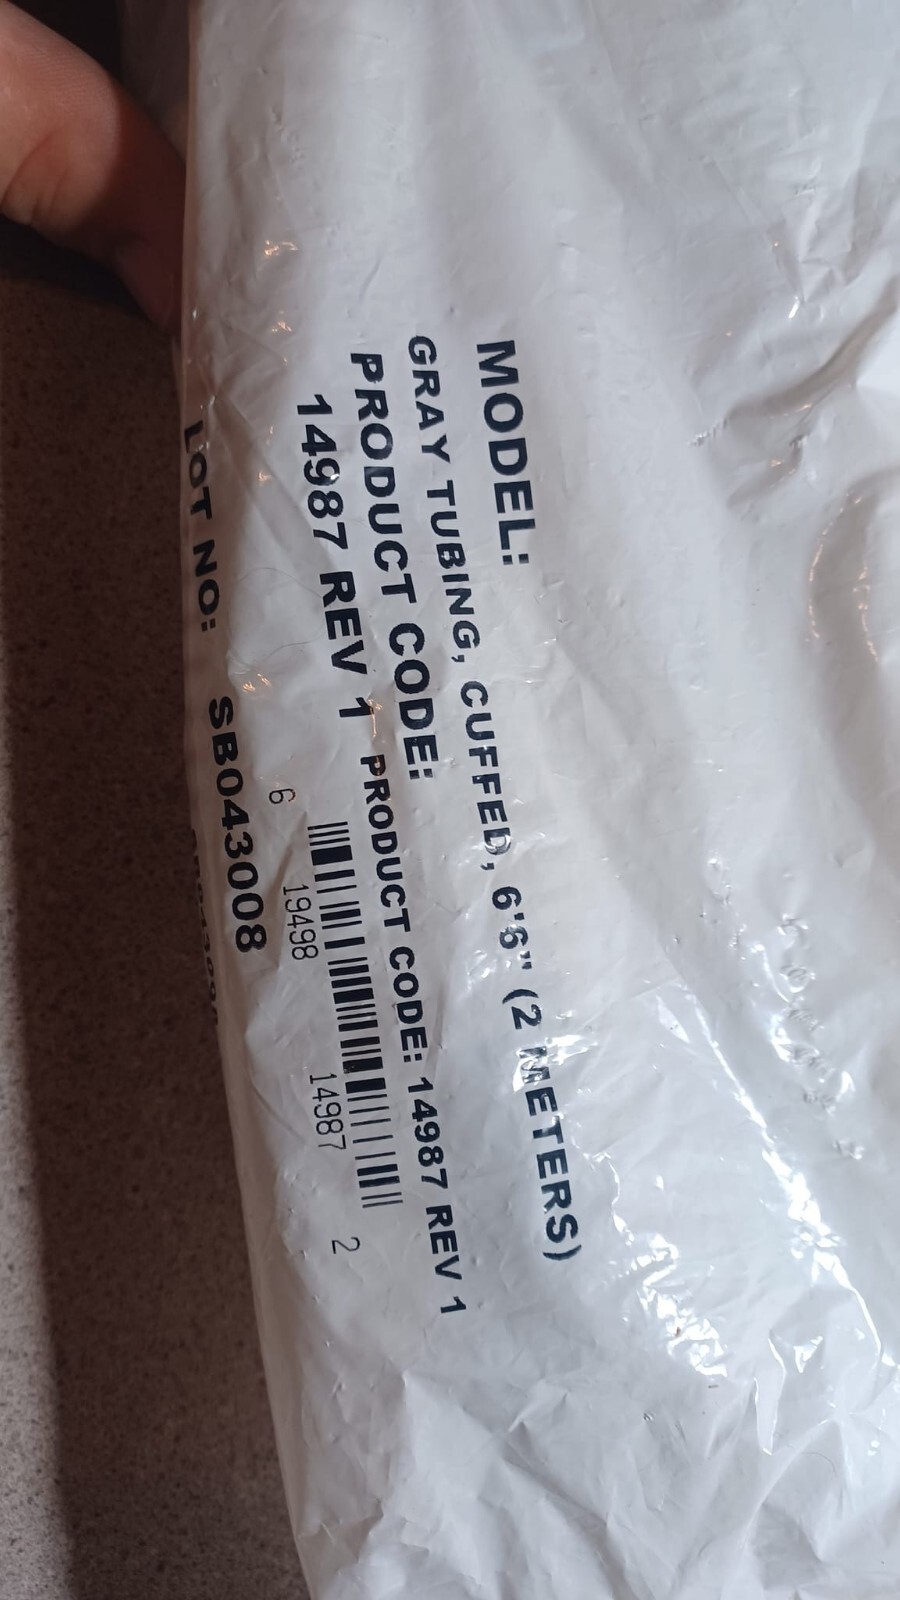 MODEL:
GRAY TUBING, CUFFED, 6'6" (2 METERS)
PRODUCT CODE:
14987 REV 1
PRODUCT CODE: 14987 REV 1
6 19498 14987 2
LOT NO: SB043008